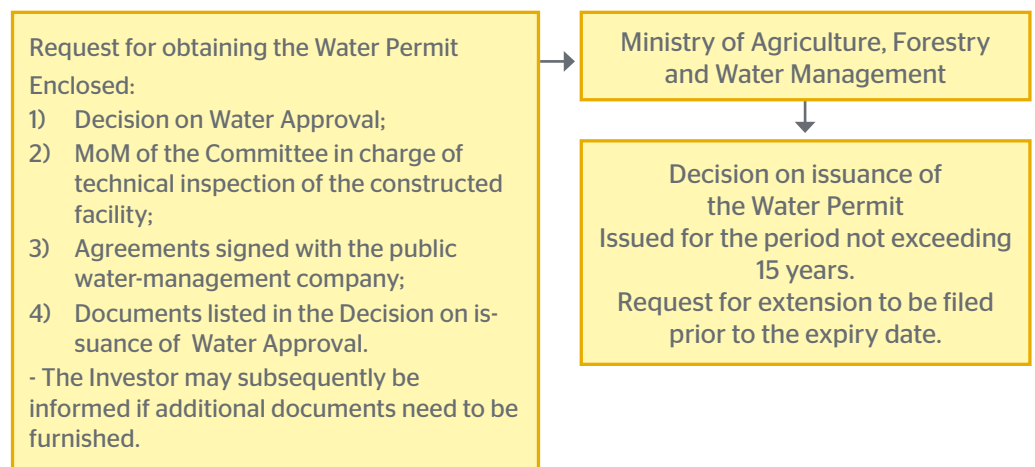 Request for obtaining the Water Permit
Enclosed:
1) Decision on Water Approval;
2) MoM of the Committee in charge of
technical inspection of the constructed
facility;
3) Agreements signed with the public
water-management company;
4) Documents listed in the Decision on is-
suance of Water Approval.
- The Investor may subsequently be
informed if additional documents need to be
furnished.
Ministry of Agriculture, Forestry
and Water Management
Decision on issuance of
the Water Permit
Issued for the period not exceeding
15 years.
Request for extension to be filed
prior to the expiry date.